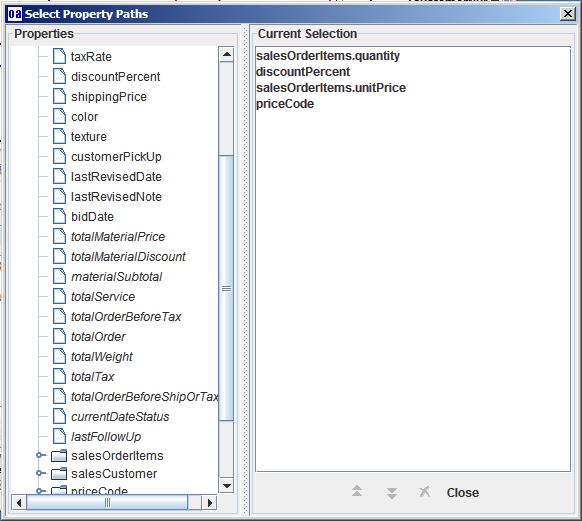 oa Select Property Paths
Properties
taxRate
discountPercent
shippingPrice
color
texture
customerPickUp
lastRevisedDate
lastRevisedNote
bidDate
totalMaterialPrice
totalMaterialDiscount
materialSubtotal
totalService
totalOrderBeforeTax
totalOrder
totalWeight
totalTax
totalOrderBeforeShipOrTax
currentDateStatus
lastFollowUp
salesOrderItems
salesCustomer
priceCode
Current Selection
salesOrderItems.quantity
discountPercent
salesOrderItems.unitPrice
priceCode
Close